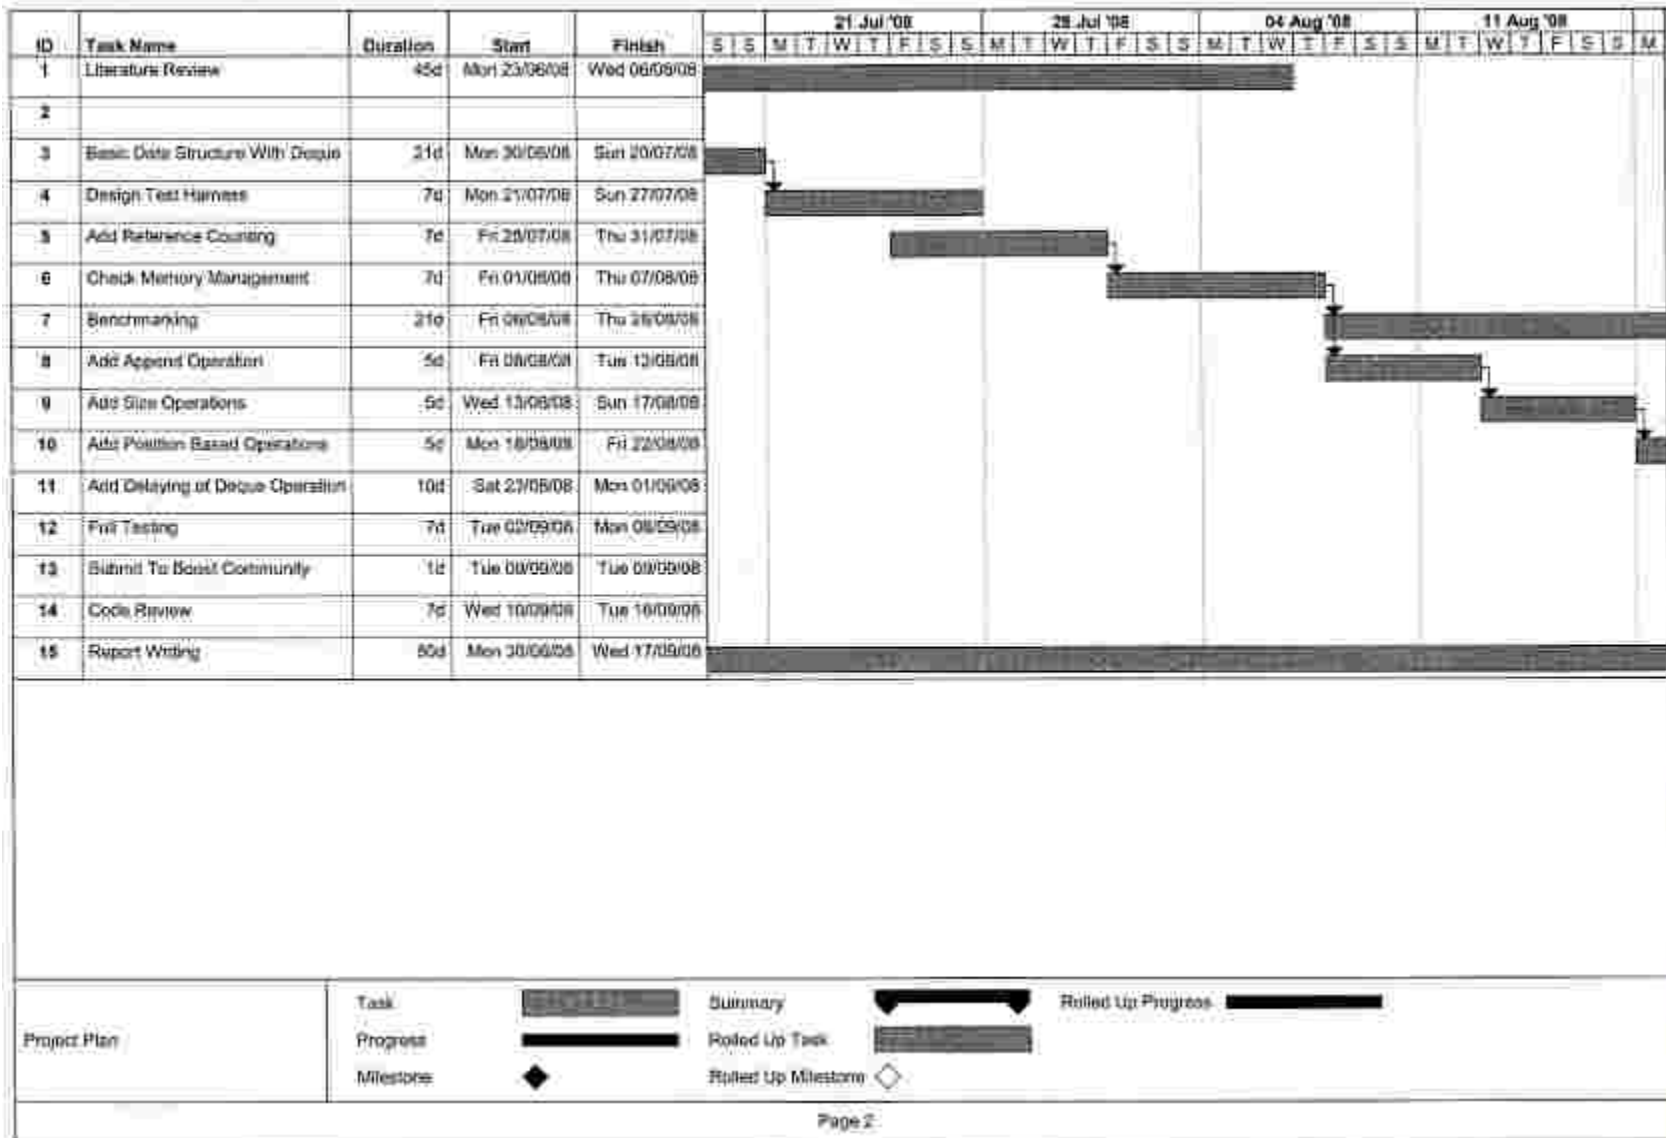 21 Jul '08 28 Jul '08 04 Aug '08 11 Aug '08
ID Task Name Duration Start Finish S S M T W T F S S M T W T F S S M T W T F S S M T W T F S S M
1 Literature Review 45d Mon 23/06/08 Wed 06/08/08
2
3 Basic Data Structure With Deque 21d Mon 30/06/08 Sun 20/07/08
4 Design Test Harness 7d Mon 21/07/08 Sun 27/07/08
5 Add Reference Counting 7d Fri 25/07/08 Thu 31/07/08
6 Check Memory Management 7d Fri 01/08/08 Thu 07/08/08
7 Benchmarking 21d Fri 08/08/08 Thu 28/08/08
8 Add Append Operation 5d Fri 08/08/08 Tue 12/08/08
9 Add Size Operations 5d Wed 13/08/08 Sun 17/08/08
10 Add Position Based Operations 5d Mon 18/08/08 Fri 22/08/08
11 Add Delaying of Deque Operation 10d Sat 23/08/08 Mon 01/09/08
12 Full Testing 7d Tue 02/09/08 Mon 08/09/08
13 Submit To Boost Community 1d Tue 09/09/08 Tue 09/09/08
14 Code Review 7d Wed 10/09/08 Tue 16/09/08
15 Report Writing 80d Mon 30/06/08 Wed 17/09/08
Task Summary Rolled Up Progress
Project Plan Progress Rolled Up Task
Milestone Rolled Up Milestone
Page 2